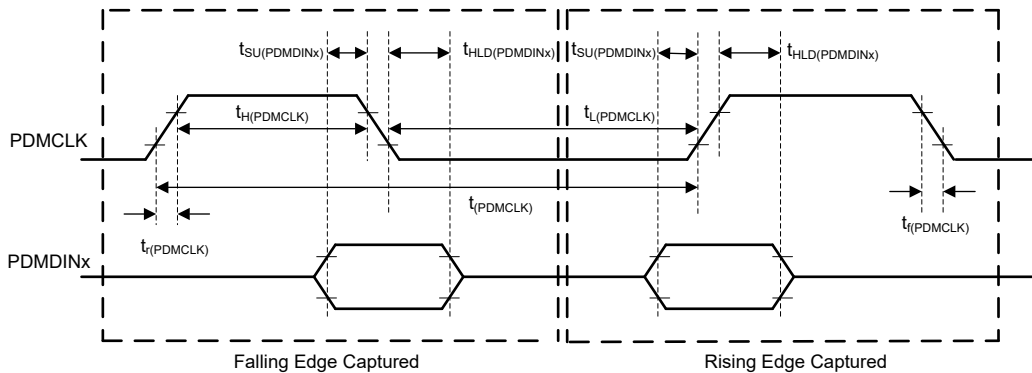 tSU(PDMDINx)
tHLD(PDMDINx)
tSU(PDMDINx)
tHLD(PDMDINx)
tH(PDMCLK)
tL(PDMCLK)
PDMCLK
t(PDMCLK)
tr(PDMCLK)
tf(PDMCLK)
PDMDINx
Falling Edge Captured
Rising Edge Captured